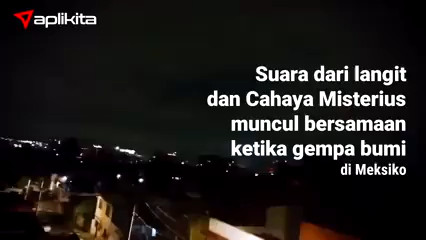 aplikita
Suara dari langit
dan Cahaya Misterius
muncul bersamaan
ketika gempa bumi
di Meksiko